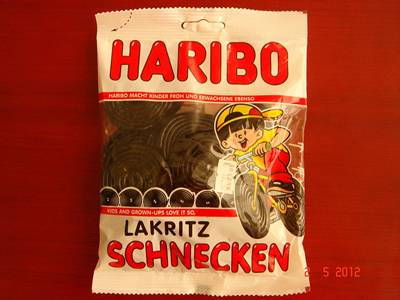 HARIBO
HARIBO MACHT KINDER FROH UND ERWACHSENE EBENSO
KIDS AND GROWN-UPS LOVE IT SO.
LAKRITZ
SCHNECKEN
5 2012